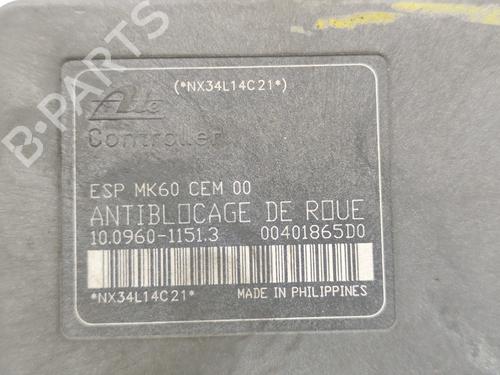 (*NX34L14C21*)
Ate
Controller
ESP MK60 CEM 00
ANTIBLOCAGE DE ROUE
10.0960-1151.3 00401865D0
*NX34L14C21* MADE IN PHILIPPINES
B-PARTS